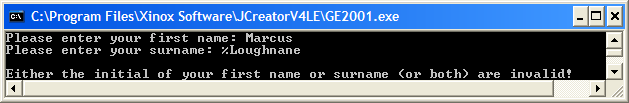 C:\Program Files\Xinox Software\JCreatorV4LE\GE2001.exe
Please enter your first name: Marcus
Please enter your surname: %Loughnane
Either the initial of your first name or surname (or both) are invalid!